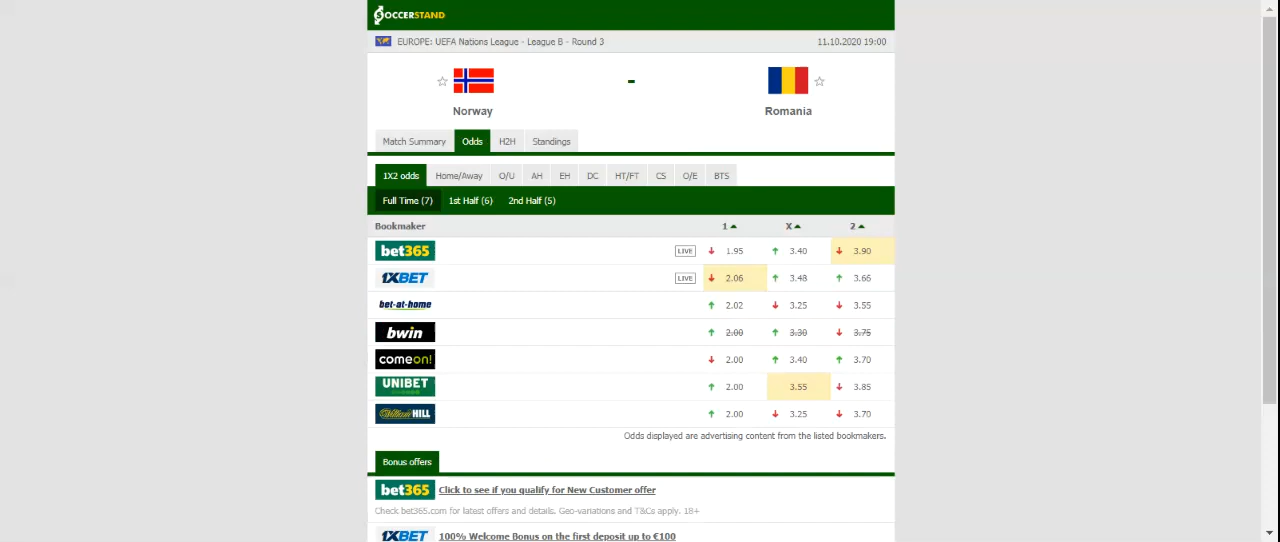 SOCCERSTAND
EUROPE: UEFA Nations League - League B - Round 3 11.10.2020 19:00
-
Norway Romania
Match Summary Odds H2H Standings
1X2 odds Home/Away O/U AH EH DC HT/FT CS O/E BTS
Full Time (7) 1st Half (6) 2nd Half (5)
Bookmaker 1 X 2
bet365 LIVE 1.95 3.40 3.90
1XBET LIVE 2.06 3.48 3.66
bet-at-home 2.02 3.25 3.55
bwin 2.00 3.30 3.75
comeon! 2.00 3.40 3.70
UNIBET 2.00 3.55 3.85
William HILL 2.00 3.25 3.70
Odds displayed are advertising content from the listed bookmakers.
Bonus offers
bet365 Click to see if you qualify for New Customer offer
Check bet365.com for latest offers and details. Geo-variations and T&Cs apply. 18+
1XBET 100% Welcome Bonus on the first deposit up to €100